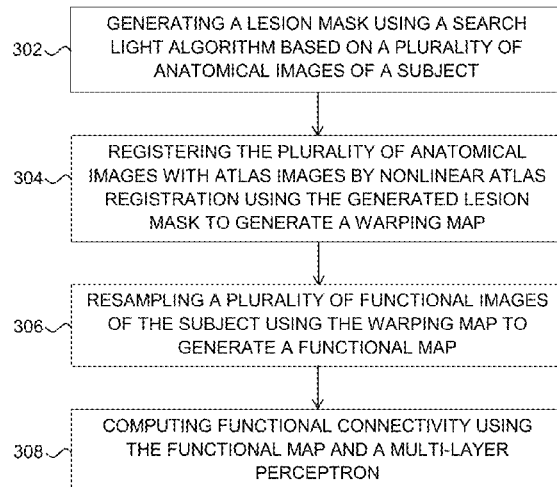 302
GENERATING A LESION MASK USING A SEARCH
LIGHT ALGORITHM BASED ON A PLURALITY OF
ANATOMICAL IMAGES OF A SUBJECT
304
REGISTERING THE PLURALITY OF ANATOMICAL
IMAGES WITH ATLAS IMAGES BY NONLINEAR ATLAS
REGISTRATION USING THE GENERATED LESION
MASK TO GENERATE A WARPING MAP
306
RESAMPLING A PLURALITY OF FUNCTIONAL IMAGES
OF THE SUBJECT USING THE WARPING MAP TO
GENERATE A FUNCTIONAL MAP
308
COMPUTING FUNCTIONAL CONNECTIVITY USING
THE FUNCTIONAL MAP AND A MULTI-LAYER
PERCEPTRON